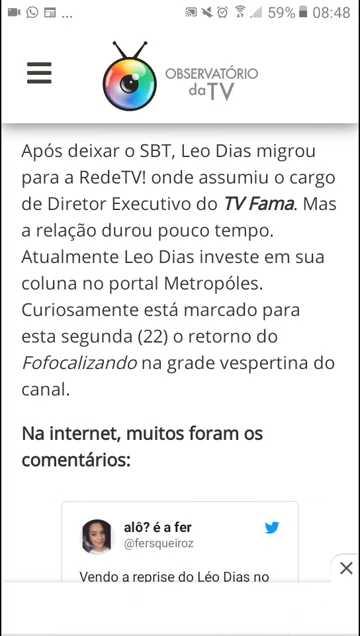 ... 59% 08:48
OBSERVATÓRIO
da TV
Após deixar o SBT, Leo Dias migrou
para a RedeTV! onde assumiu o cargo
de Diretor Executivo do TV Fama. Mas
a relação durou pouco tempo.
Atualmente Leo Dias investe em sua
coluna no portal Metropóles.
Curiosamente está marcado para
esta segunda (22) o retorno do
Fofocalizando na grade vespertina do
canal.
Na internet, muitos foram os
comentários:
alô? é a fer
@fersqueiroz
Vendo a reprise do Léo Dias no